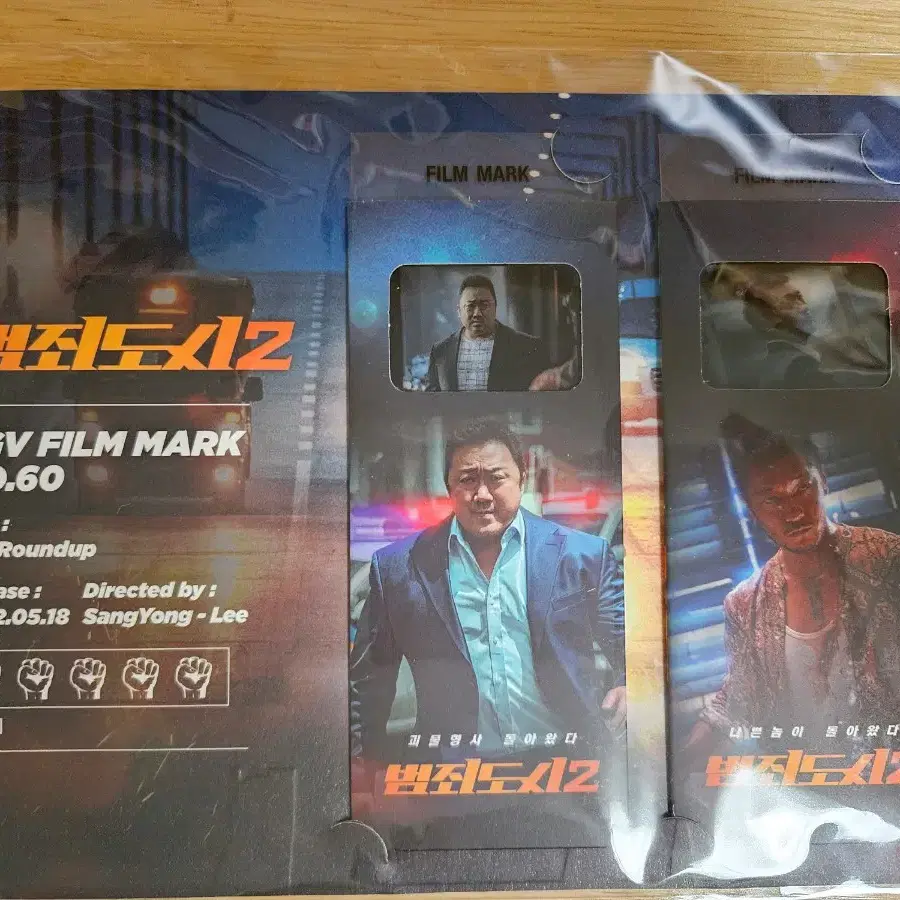 범죄도시2
GV FILM MARK
O.60
:
Roundup
ase :
Directed by :
2.05.18
SangYong - Lee
FILM MARK
괴물형사 돌아왔다
범죄도시2
FILM MARK
나쁜놈이 돌아왔다
범죄도시2